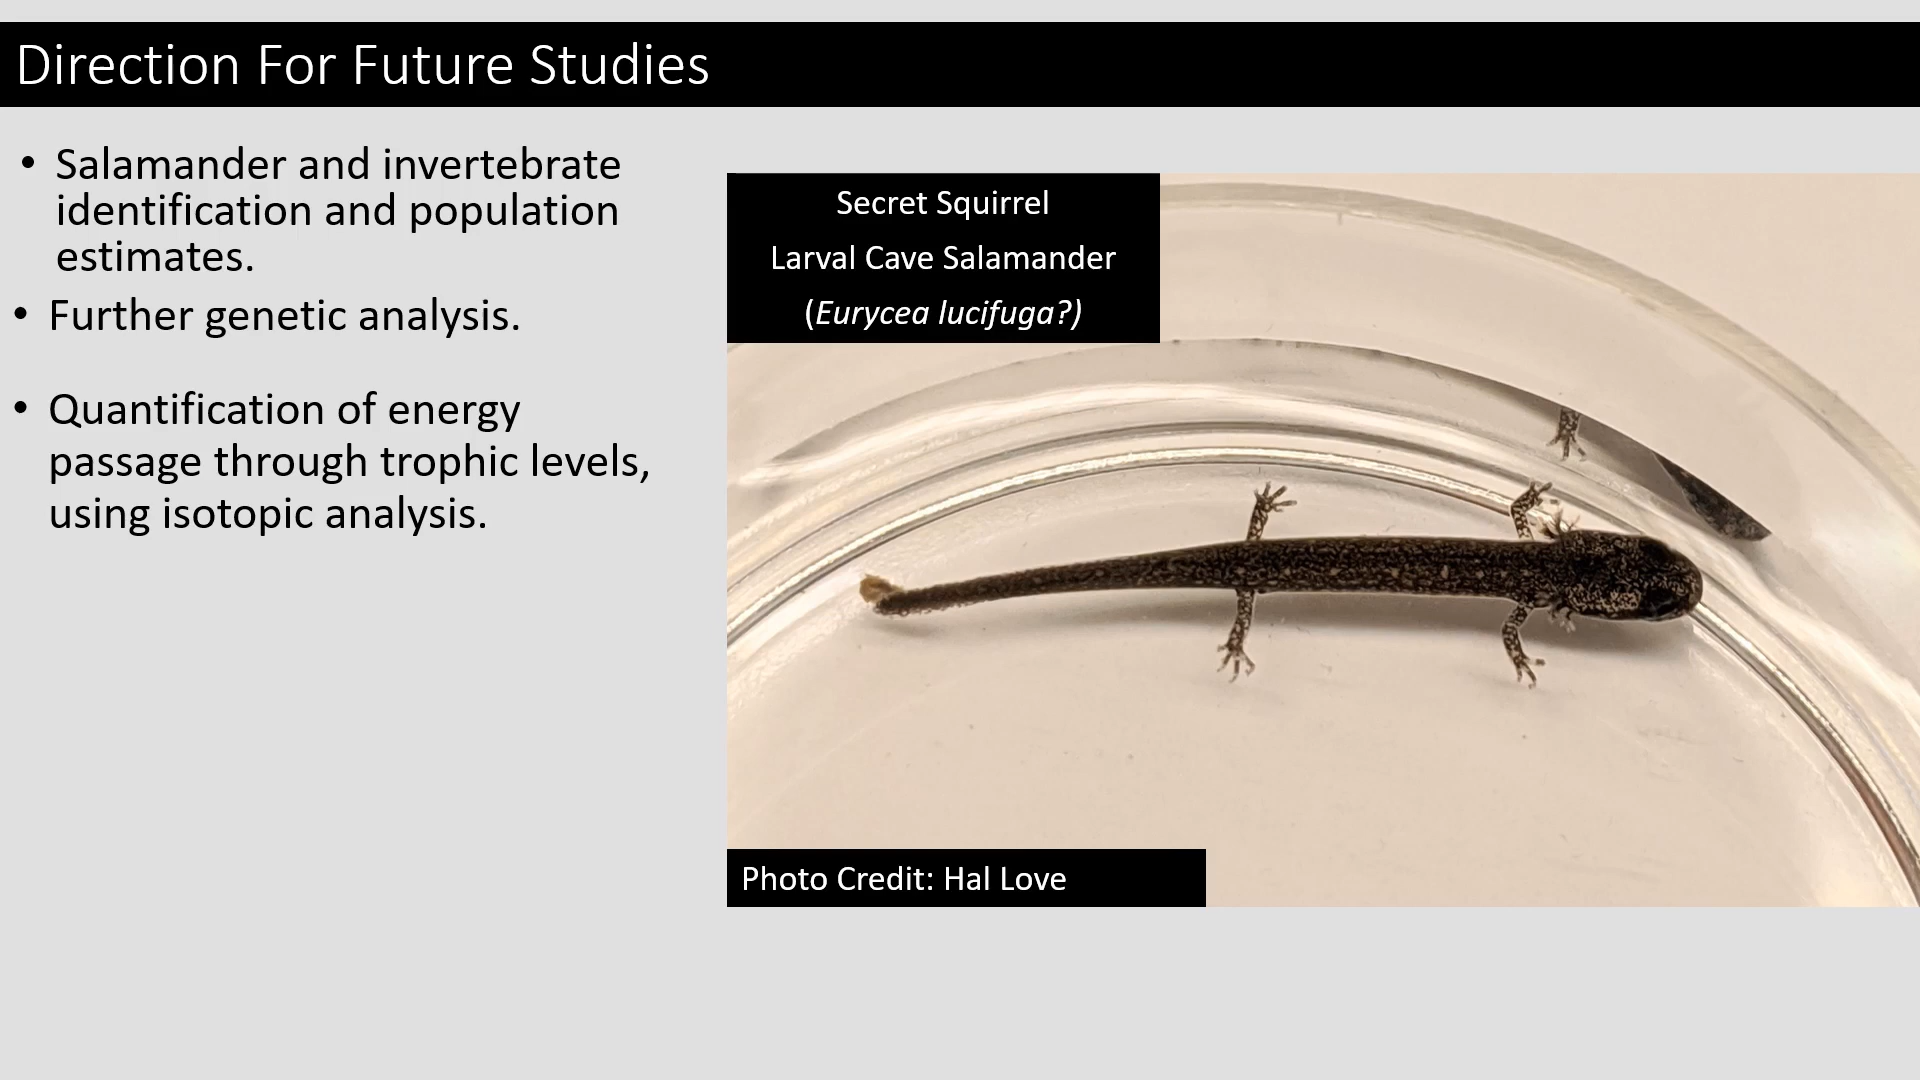 Direction For Future Studies
• Salamander and invertebrate
identification and population
estimates.
• Further genetic analysis.
• Quantification of energy
passage through trophic levels,
using isotopic analysis.
Secret Squirrel
Larval Cave Salamander
(Eurycea lucifuga?)
Photo Credit: Hal Love